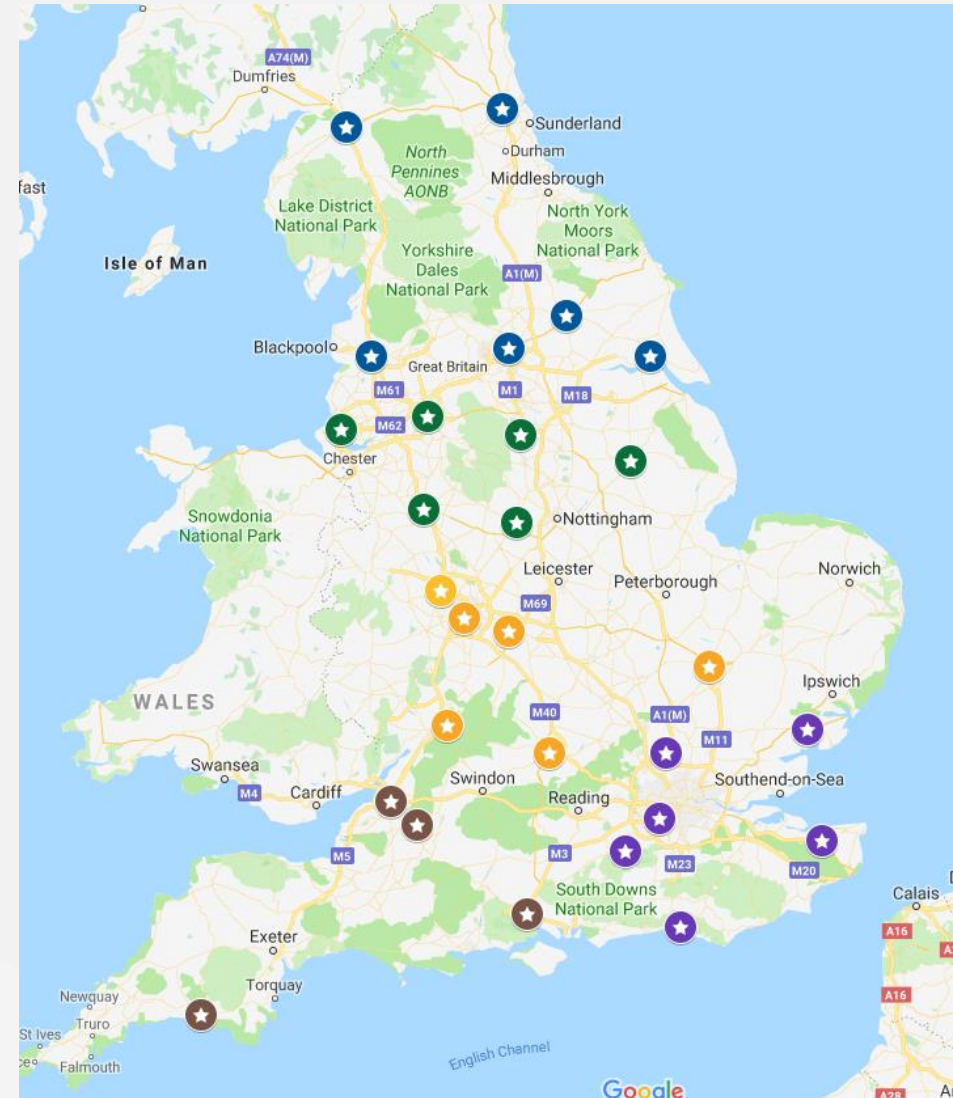 A74(M)
Dumfries
Sunderland
Durham
North
Pennines
AONB
Middlesbrough
fast
Lake District
National Park
North York
Moors
National Park
Isle of Man
Yorkshire
Dales
National Park
A1(M)
Blackpool
Great Britain
M61
M1
M18
M62
Chester
Snowdonia
National Park
Nottingham
Leicester
Peterborough
Norwich
M69
Ipswich
WALES
M40
A1(M)
M11
Swansea
M4
Cardiff
Swindon
Reading
Southend-on-Sea
M5
M3
M23
M20
South Downs
National Park
Calais
A16
Exeter
Torquay
Newquay
Truro
St Ives
Falmouth
A16
English Channel
Google
A28